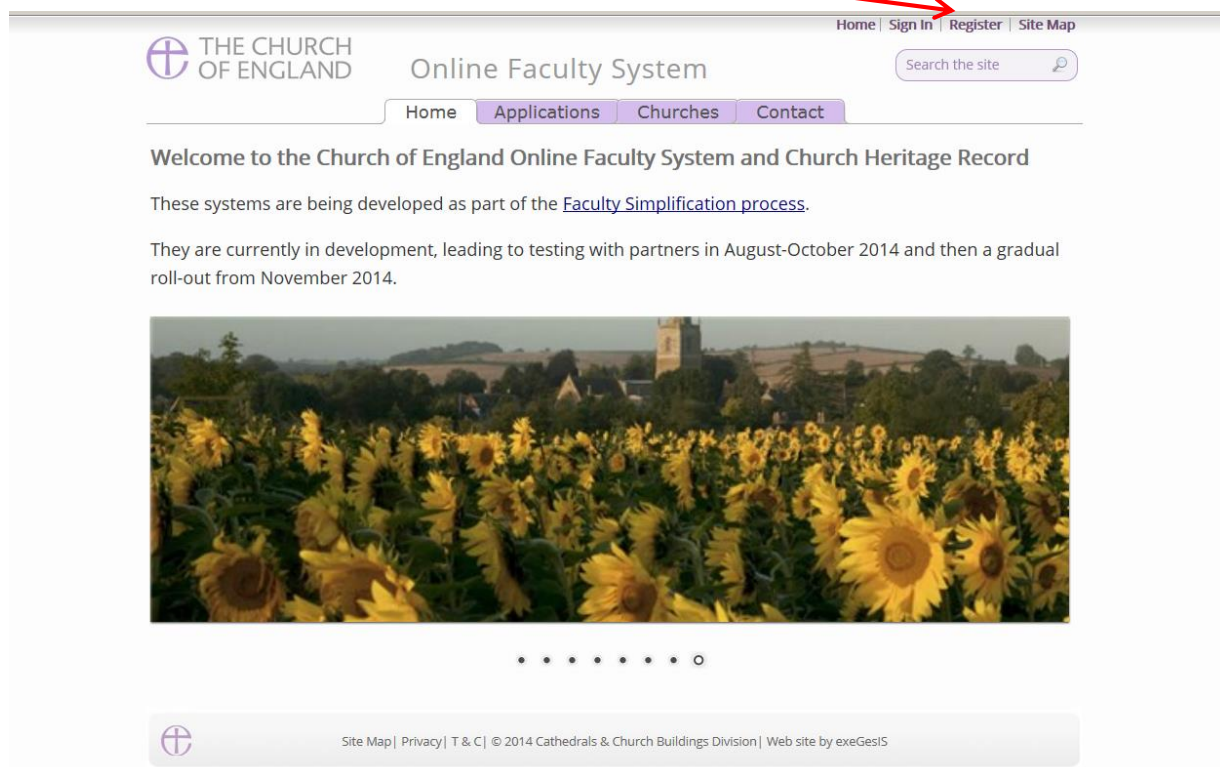 Home| Sign In | Register | Site Map
THE CHURCH
OF ENGLAND
Online Faculty System
Search the site
Home Applications Churches Contact
Welcome to the Church of England Online Faculty System and Church Heritage Record
These systems are being developed as part of the Faculty Simplification process.
They are currently in development, leading to testing with partners in August-October 2014 and then a gradual
roll-out from November 2014.
Site Map| Privacy| T & C| © 2014 Cathedrals & Church Buildings Division| Web site by exeGesIS